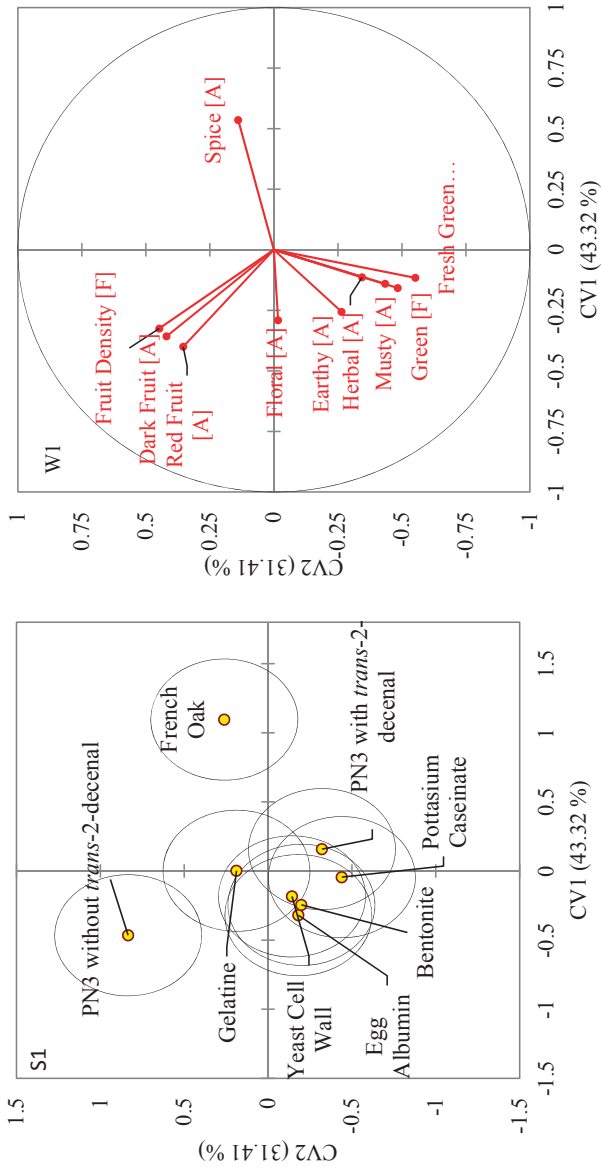 S1
1.5
1
0.5
0
-0.5
-1
-1.5
CV2 (31.41 %)
-1.5
-1
-0.5
0
0.5
1
1.5
CV1 (43.32 %)
PN3 without trans-2-decenal
French
Oak
Gelatine
Yeast Cell
Wall
Egg
Albumin
Bentonite
Pottasium
Caseinate
PN3 with trans-2-
decenal
W1
1
0.75
0.5
0.25
0
-0.25
-0.5
-0.75
-1
CV2 (31.41 %)
-1
-0.75
-0.5
-0.25
0
0.25
0.5
0.75
1
CV1 (43.32 %)
Fruit Density [F]
Dark Fruit [A]
Red Fruit
[A]
Spice [A]
Floral [A]
Earthy [A]
Herbal [A]
Musty [A]
Green [F]
Fresh Green…